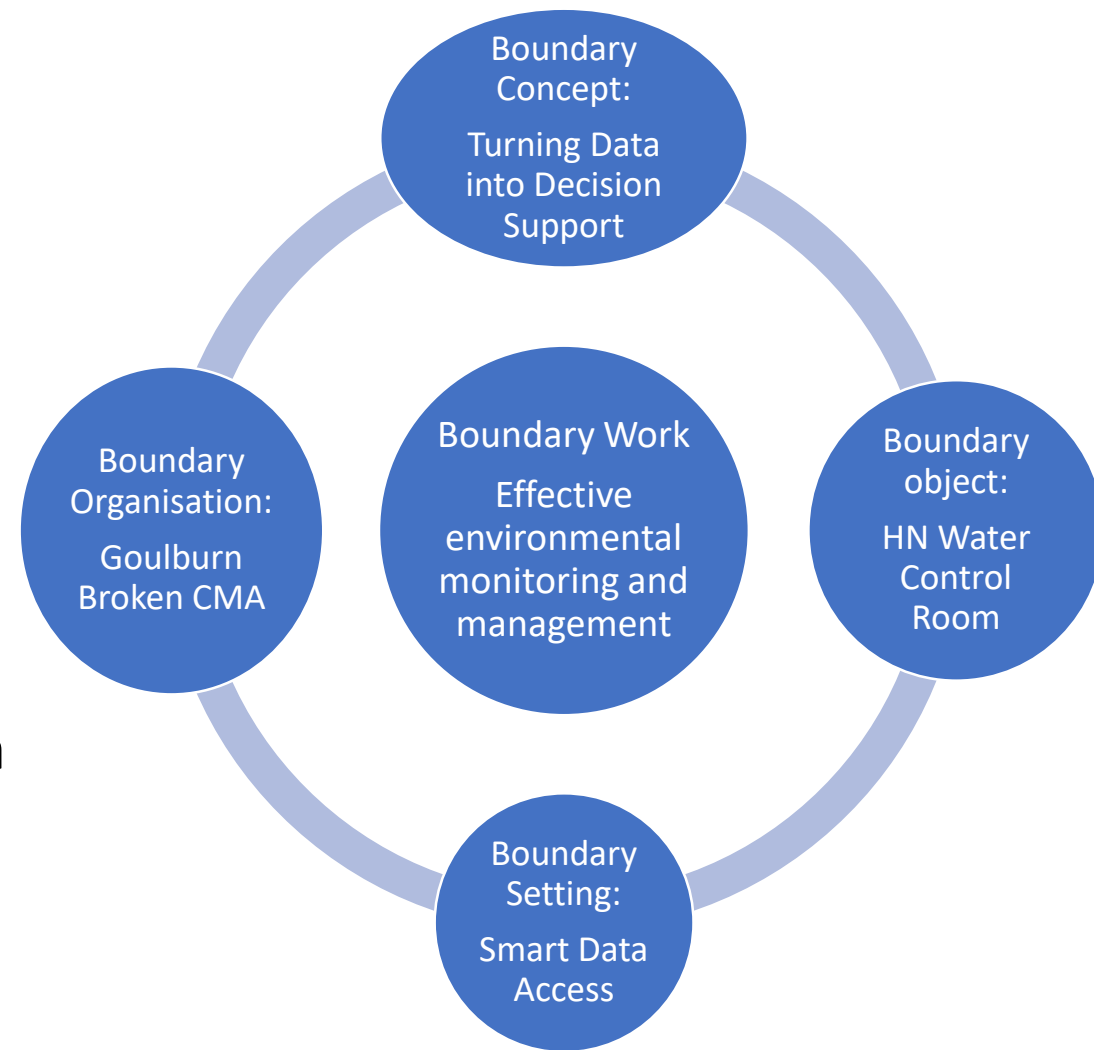 Boundary
Concept:
Turning Data
into Decision
Support
Boundary
Organisation:
Goulburn
Broken CMA
Boundary Work
Effective
environmental
monitoring and
management
Boundary
object:
HN Water
Control
Room
Boundary
Setting:
Smart Data
Access